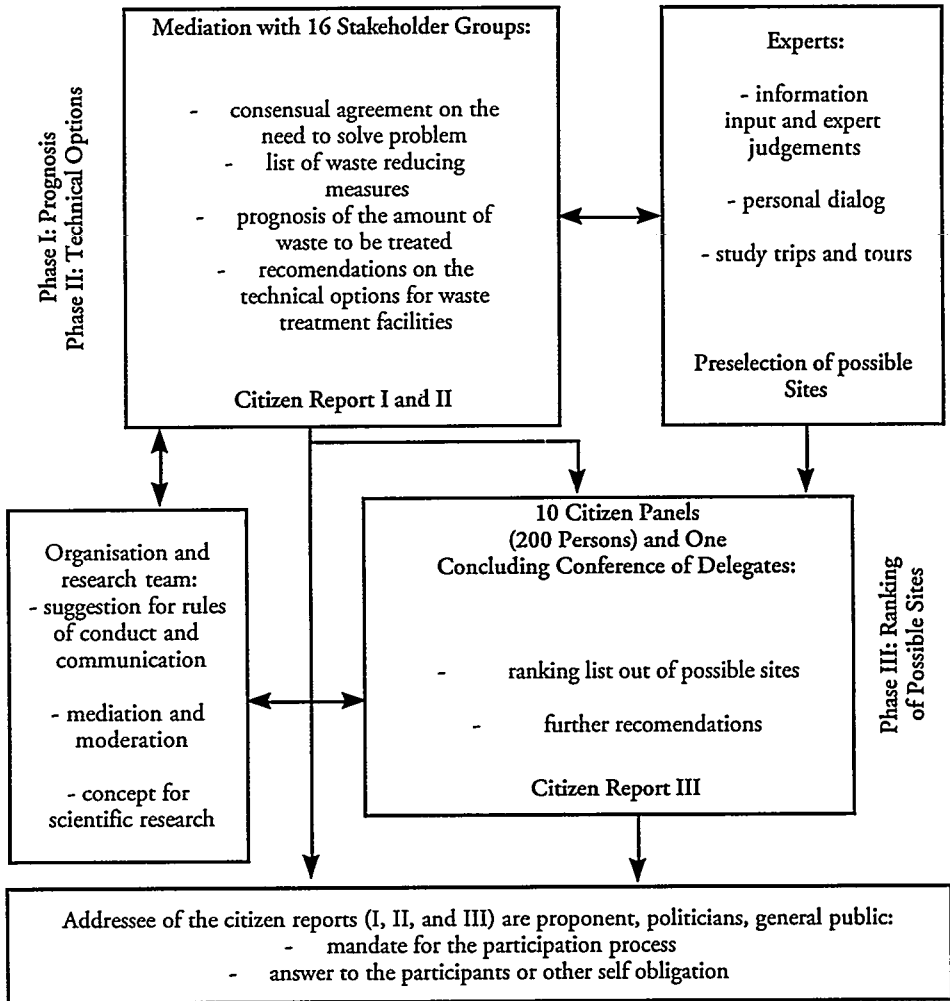 Phase I: Prognosis
Phase II: Technical Options
Mediation with 16 Stakeholder Groups:
- consensual agreement on the
need to solve problem
- list of waste reducing
measures
- prognosis of the amount of
waste to be treated
- recomendations on the
technical options for waste
treatment facilities
Citizen Report I and II
Experts:
- information
input and expert
judgements
- personal dialog
- study trips and tours
Preselection of possible
Sites
Organisation and
research team:
- suggestion for rules
of conduct and
communication
- mediation and
moderation
- concept for
scientific research
10 Citizen Panels
(200 Persons) and One
Concluding Conference of Delegates:
- ranking list out of possible sites
- further recomendations
Citizen Report III
Phase III: Ranking
of Possible Sites
Addressee of the citizen reports (I, II, and III) are proponent, politicians, general public:
- mandate for the participation process
- answer to the participants or other self obligation